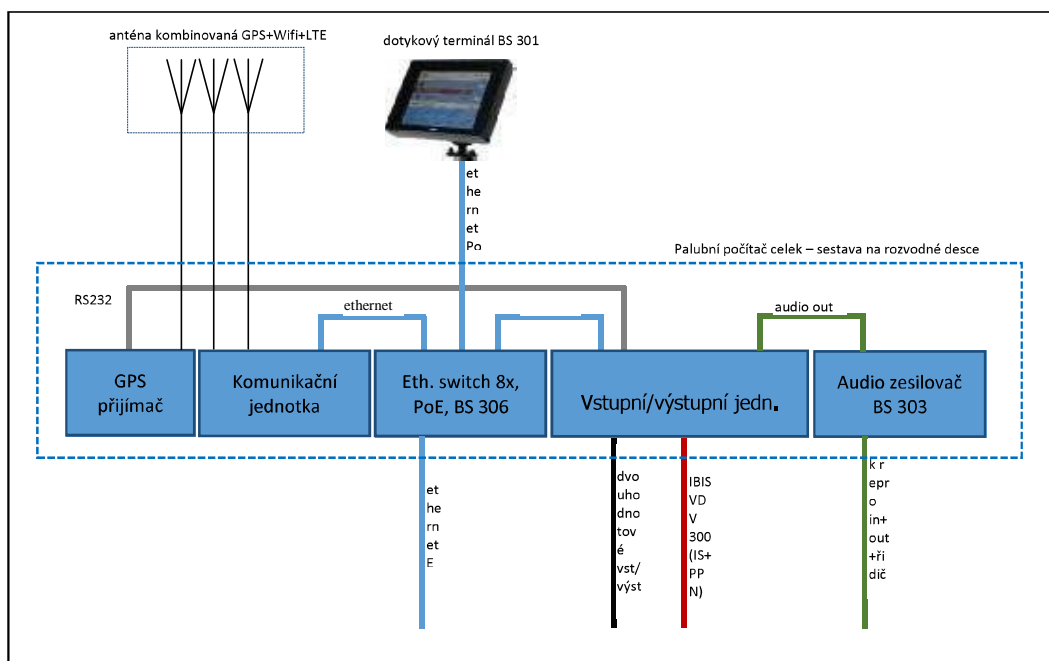 anténa kombinovaná GPS+Wifi+LTE
dotykový terminál BS 301
et
he
rn
et
Po
Palubní počítač celek – sestava na rozvodné desce
RS232
ethernet
audio out
GPS
přijímač
Komunikační
jednotka
Eth. switch 8x,
PoE, BS 306
Vstupní/výstupní jedn.
Audio zesilovač
BS 303
et
he
rn
et
E
dvo
uho
dno
tov
é
vst/
výst
IBIS
VD
V
300
(IS+
PP
N)
k r
epr
o
in+
out
+ři
dič